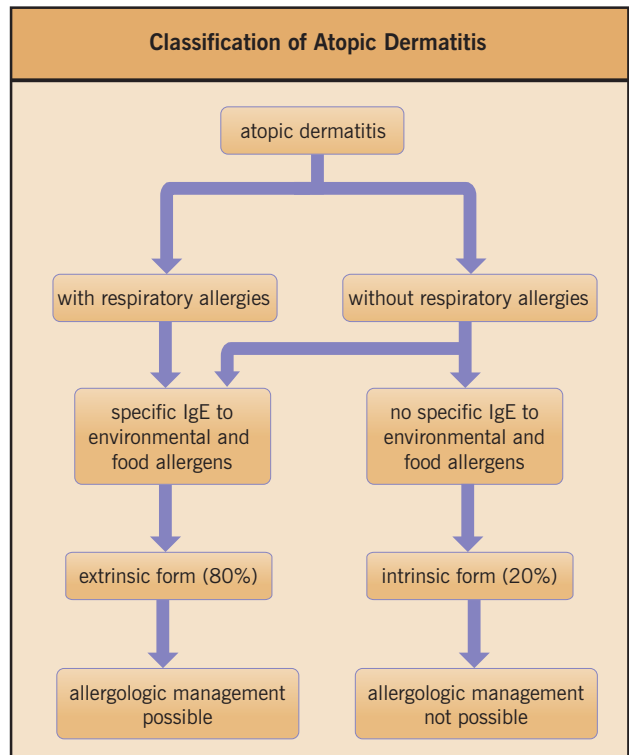 Classification of Atopic Dermatitis
atopic dermatitis
with respiratory allergies
without respiratory allergies
specific IgE to
environmental and
food allergens
no specific IgE to
environmental and
food allergens
extrinsic form (80%)
intrinsic form (20%)
allergologic management
possible
allergologic management
not possible